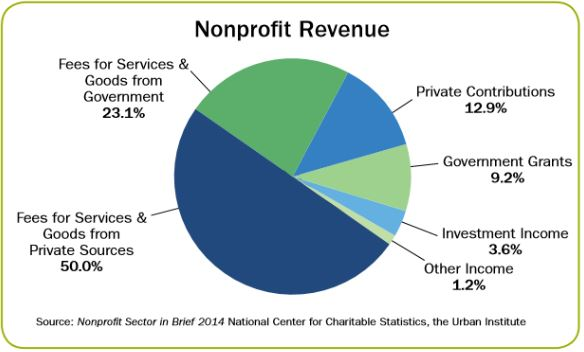 Nonprofit Revenue
Fees for Services &
Goods from
Government
23.1%
Private Contributions
12.9%
Government Grants
9.2%
Fees for Services &
Goods from
Private Sources
50.0%
Investment Income
3.6%
Other Income
1.2%
Source: Nonprofit Sector in Brief 2014 National Center for Charitable Statistics, the Urban Institute